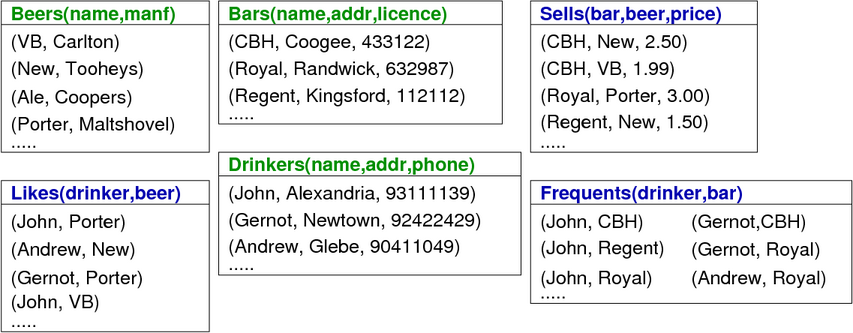 Beers(name,manf)
(VB, Carlton)
(New, Tooheys)
(Ale, Coopers)
(Porter, Maltshovel)
.....
Bars(name,addr,licence)
(CBH, Coogee, 433122)
(Royal, Randwick, 632987)
(Regent, Kingsford, 112112)
.....
Sells(bar,beer,price)
(CBH, New, 2.50)
(CBH, VB, 1.99)
(Royal, Porter, 3.00)
(Regent, New, 1.50)
.....
Likes(drinker,beer)
(John, Porter)
(Andrew, New)
(Gernot, Porter)
(John, VB)
.....
Drinkers(name,addr,phone)
(John, Alexandria, 93111139)
(Gernot, Newtown, 92422429)
(Andrew, Glebe, 90411049)
.....
Frequents(drinker,bar)
(John, CBH) (Gernot,CBH)
(John, Regent) (Gernot, Royal)
(John, Royal) (Andrew, Royal)
.....